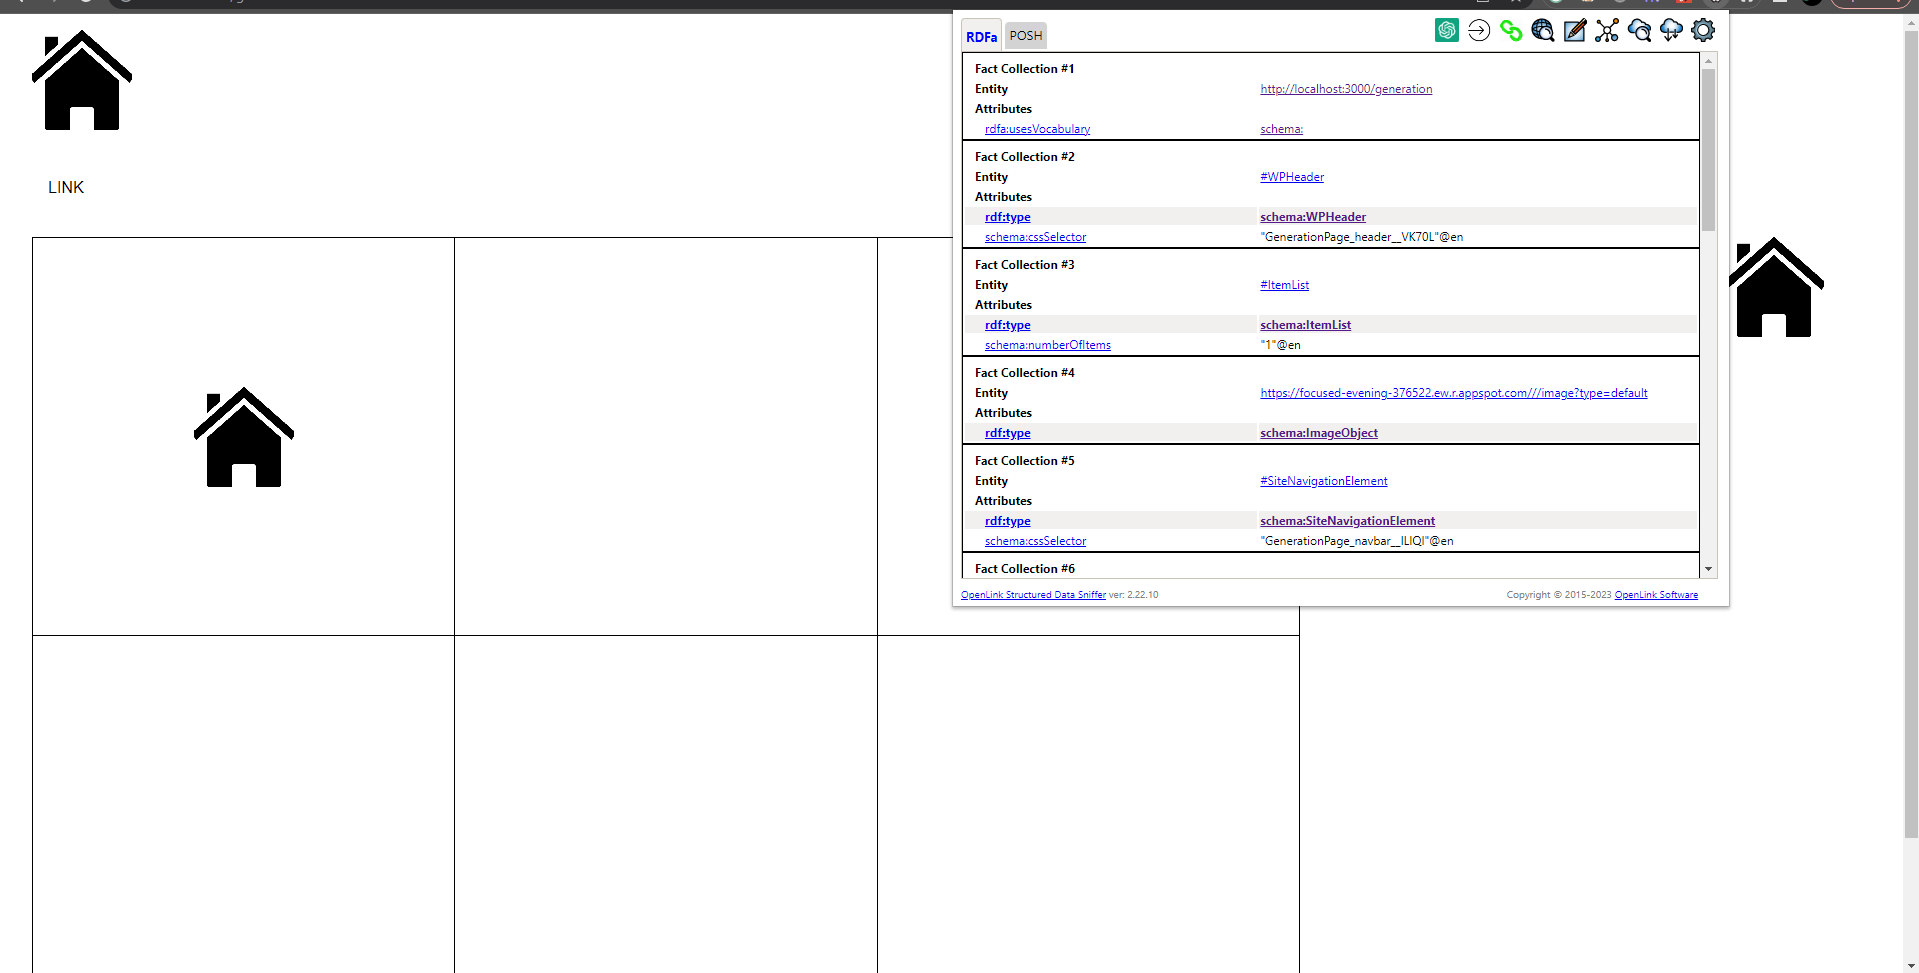 LINK
RDFa POSH
Fact Collection #1
Entity http://localhost:3000/generation
Attributes
rdfa:usesVocabulary schema:
Fact Collection #2
Entity #WPHeader
Attributes
rdf:type schema:WPHeader
schema:cssSelector "GenerationPage_header__VK70L"@en
Fact Collection #3
Entity #ItemList
Attributes
rdf:type schema:ItemList
schema:numberOfItems "1"@en
Fact Collection #4
Entity https://focused-evening-376522.ew.r.appspot.com///image?type=default
Attributes
rdf:type schema:ImageObject
Fact Collection #5
Entity #SiteNavigationElement
Attributes
rdf:type schema:SiteNavigationElement
schema:cssSelector "GenerationPage_navbar__ILIQI"@en
Fact Collection #6
OpenLink Structured Data Sniffer ver: 2.22.10 Copyright © 2015-2023 OpenLink Software